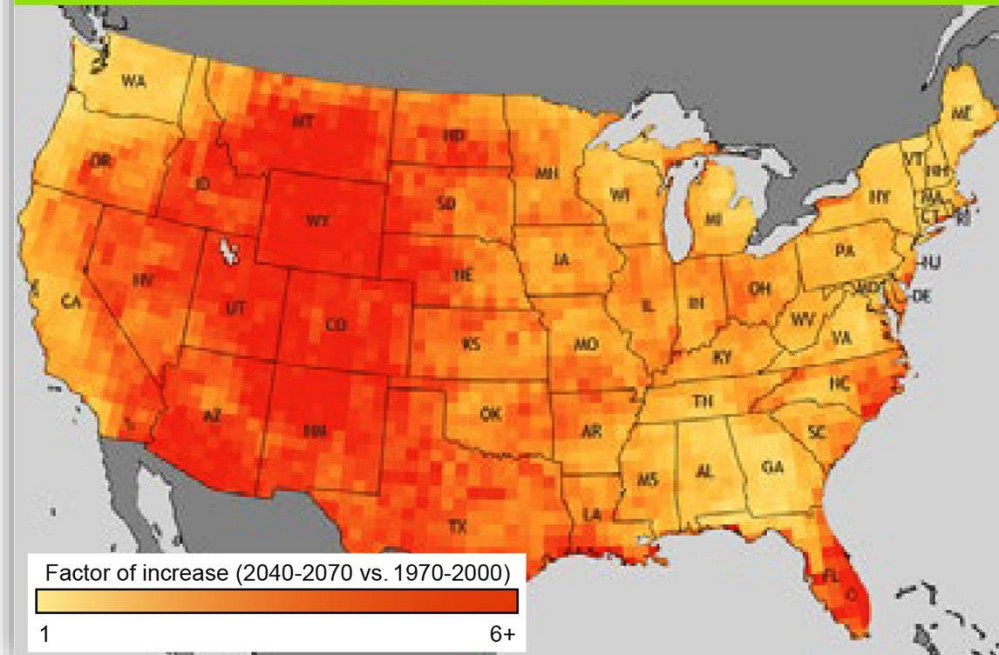 WA
MT
ND
MN
OR
ID
SD
WI
MI
ME
VT
NH
NY
MA
CT
RI
WY
IA
PA
NJ
NE
NV
CA
UT
CO
IL
IN
OH
MD
DE
WV
VA
KS
MO
KY
NC
TN
AZ
NM
OK
AR
SC
MS
AL
GA
LA
TX
FL
Factor of increase (2040-2070 vs. 1970-2000)
1
6+